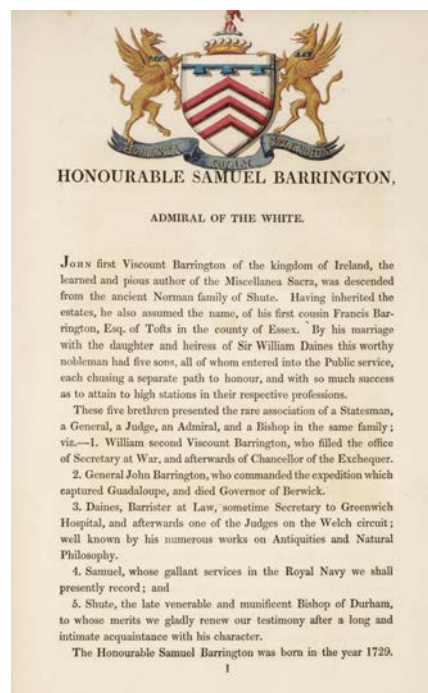 HONESTA
HONOURABLE SAMUEL BARRINGTON,
ADMIRAL OF THE WHITE.
JOHN first Viscount Barrington of the kingdom of Ireland, the
learned and pious author of the Miscellanea Sacra, was descended
from the ancient Norman family of Shute. Having inherited the
estates, he also assumed the name, of his first cousin Francis Bar-
rington, Esq. of Tofts in the county of Essex. By his marriage
with the daughter and heiress of Sir William Daines this worthy
nobleman had five sons, all of whom entered into the Public service,
each chusing a separate path to honour, and with so much success
as to attain to high stations in their respective professions.
These five brethren presented the rare association of a Statesman,
a General, a Judge, an Admiral, and a Bishop in the same family;
viz.—1. William second Viscount Barrington, who filled the office
of Secretary at War, and afterwards of Chancellor of the Exchequer.
2. General John Barrington, who commanded the expedition which
captured Guadaloupe, and died Governor of Berwick.
3. Daines, Barrister at Law, sometime Secretary to Greenwich
Hospital, and afterwards one of the Judges on the Welch circuit;
well known by his numerous works on Antiquities and Natural
Philosophy.
4. Samuel, whose gallant services in the Royal Navy we shall
presently record; and
5. Shute, the late venerable and munificent Bishop of Durham,
to whose merits we gladly renew our testimony after a long and
intimate acquaintance with his character.
The Honourable Samuel Barrington was born in the year 1729.
1